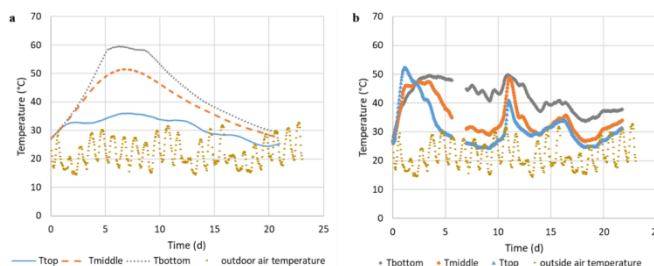 a
b
70
60
50
40
30
20
10
0
Temperature (°C)
0 5 10 15 20 25
Time (d)
Ttop Tmiddle Tbottom outdoor air temperature
70
60
50
40
30
20
10
0
Temperature (°C)
0 5 10 15 20 25
Time (d)
Tbottom Tmiddle Ttop outside air temperature